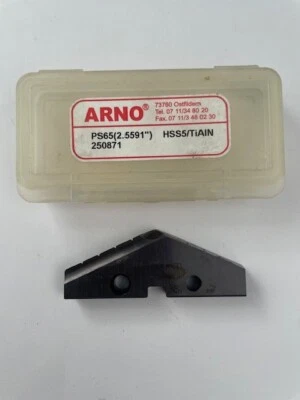 ARNO®
73760 Ostfildern
Tel. 07 11/34 80 20
Fax. 07 11/3 48 02 30
PS65(2.5591") HSS5/TiAlN
250871